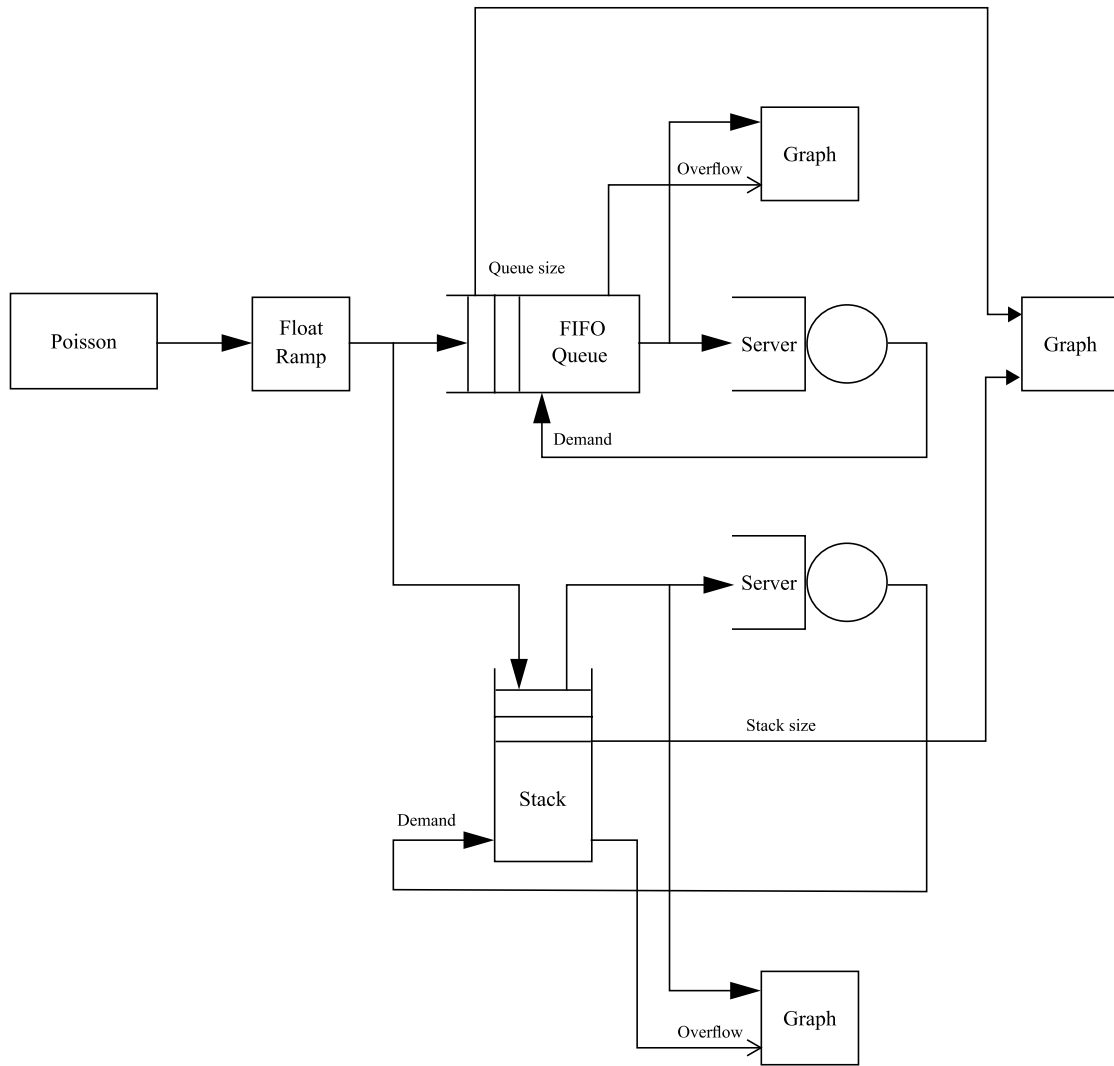 Graph
Overflow
Queue size
Poisson
Float
Ramp
FIFO
Queue
Server
Graph
Demand
Server
Stack size
Stack
Demand
Graph
Overflow